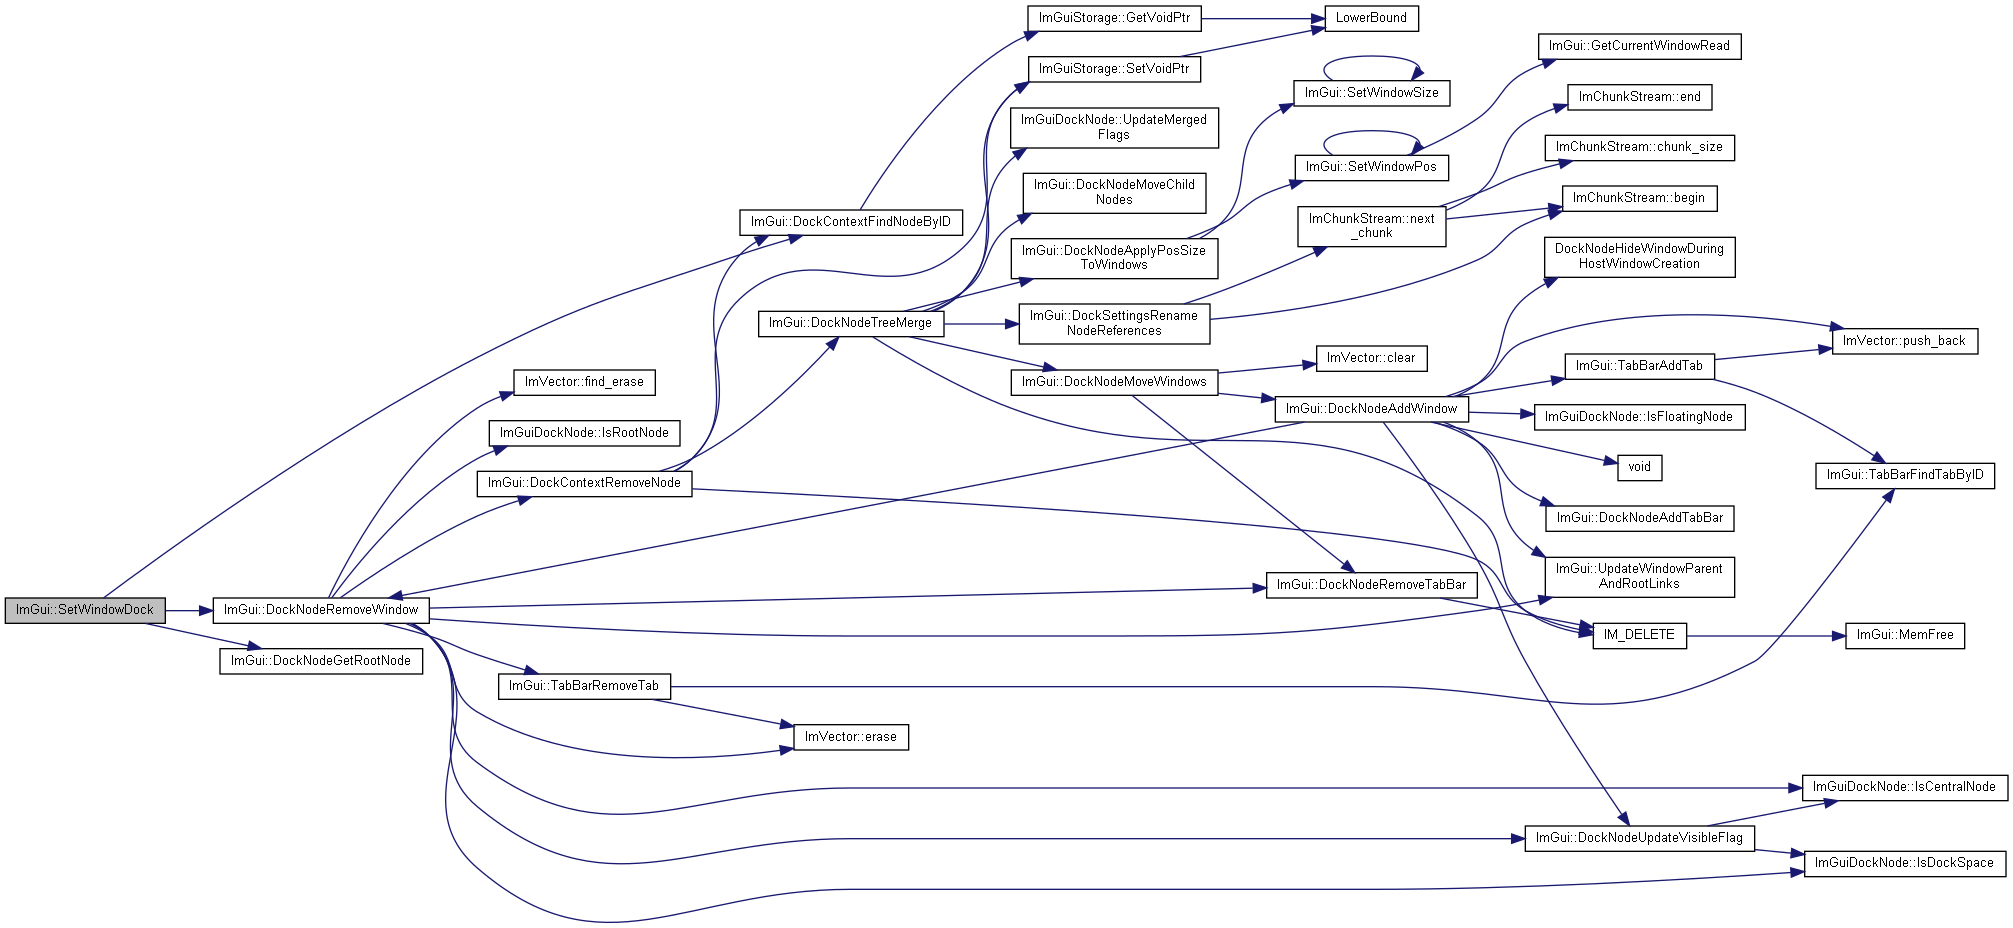 ImGuiStorage::GetVoidPtr
LowerBound
ImGui::GetCurrentWindowRead
ImGuiStorage::SetVoidPtr
ImGui::SetWindowSize
ImChunkStream::end
ImGuiDockNode::UpdateMerged
Flags
ImChunkStream::chunk_size
ImGui::SetWindowPos
ImGui::DockNodeMoveChild
Nodes
ImChunkStream::begin
ImGui::DockContextFindNodeByID
ImChunkStream::next
_chunk
ImGui::DockNodeApplyPosSize
ToWindows
DockNodeHideWindowDuring
HostWindowCreation
ImGui::DockNodeTreeMerge
ImGui::DockSettingsRename
NodeReferences
ImVector::push_back
ImVector::clear
ImGui::TabBarAddTab
ImVector::find_erase
ImGui::DockNodeMoveWindows
ImGui::DockNodeAddWindow
ImGuiDockNode::IsFloatingNode
ImGuiDockNode::IsRootNode
void
ImGui::TabBarFindTabByID
ImGui::DockContextRemoveNode
ImGui::DockNodeAddTabBar
ImGui::UpdateWindowParent
AndRootLinks
ImGui::DockNodeRemoveTabBar
ImGui::SetWindowDock
ImGui::DockNodeRemoveWindow
IM_DELETE
ImGui::MemFree
ImGui::DockNodeGetRootNode
ImGui::TabBarRemoveTab
ImVector::erase
ImGuiDockNode::IsCentralNode
ImGui::DockNodeUpdateVisibleFlag
ImGuiDockNode::IsDockSpace